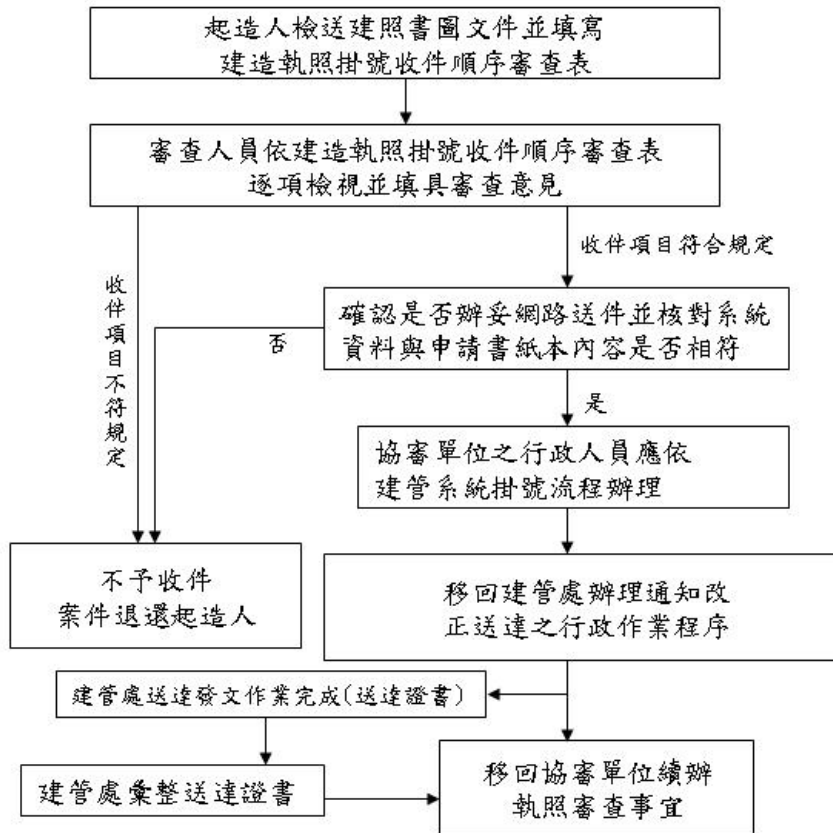 起造人檢送建照書圖文件並填寫
建造執照掛號收件順序審查表
審查人員依建造執照掛號收件順序審查表
逐項檢視並填具審查意見
收件項目符合規定
收件項目不符規定
確認是否辦妥網路送件並核對系統
資料與申請書紙本內容是否相符
否
是
協審單位之行政人員應依
建管系統掛號流程辦理
不予收件
案件退還起造人
移回建管處辦理通知改
正送達之行政作業程序
建管處送達發文作業完成(送達證書)
建管處彙整送達證書
移回協審單位續辦
執照審查事宜